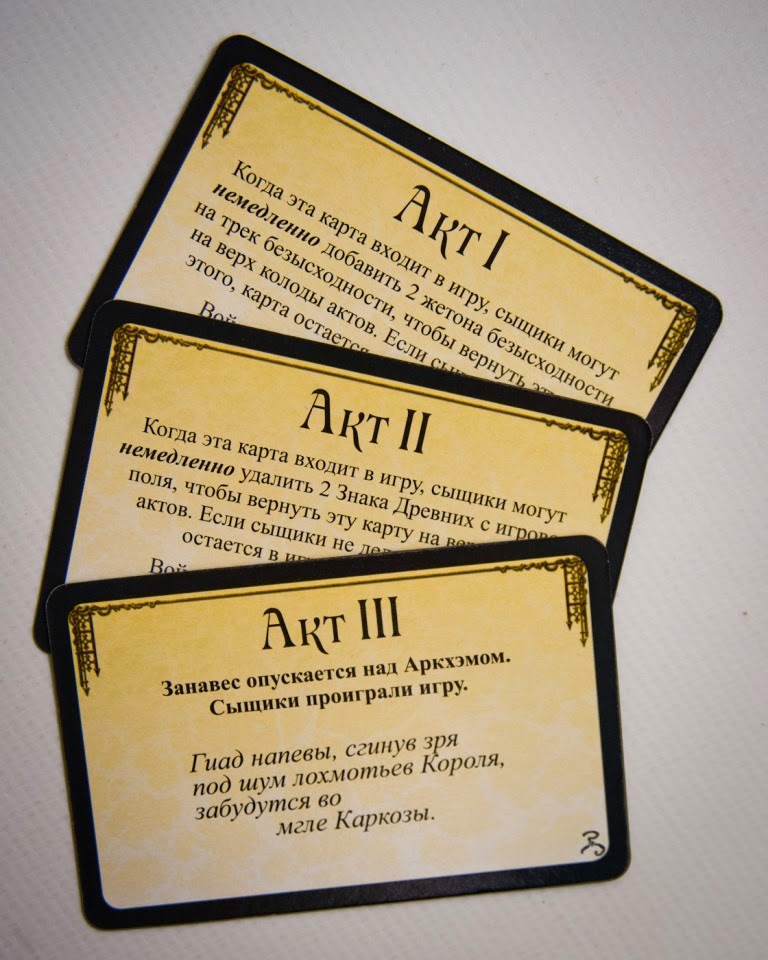 Акт I
Когда эта карта входит в игру, сыщики могут
немедленно добавить 2 жетона безысходности
на трек безысходности, чтобы вернуть
на верх колоды актов. Если
этого, карта остается
Акт II
Когда эта карта входит в игру, сыщики могут
немедленно удалить 2 Знака Древних с
поля, чтобы вернуть эту карту на
актов. Если сыщики не
остается в
Акт III
Занавес опускается над Аркхэмом.
Сыщики проиграли игру.
Гиад напевы, сгинув зря
под шум лохмотьев Короля,
забудутся во
мгле Каркозы.